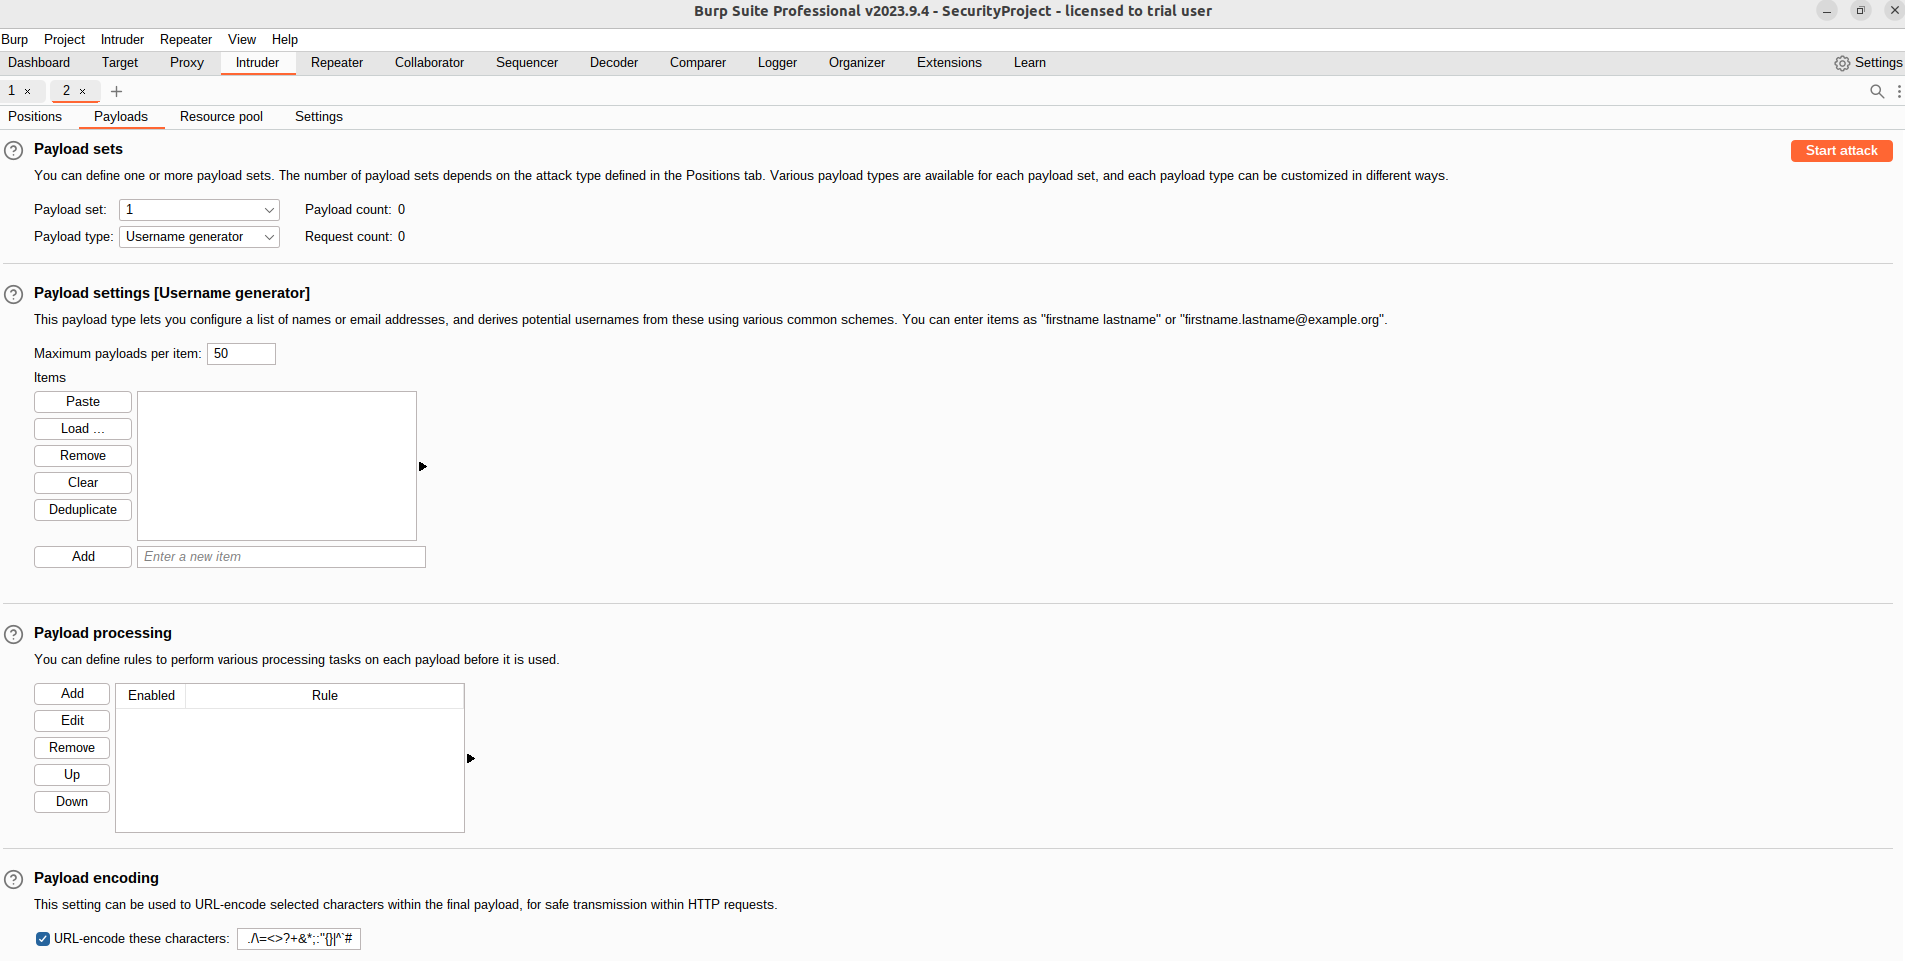 Burp Suite Professional v2023.9.4 - SecurityProject - licensed to trial user
Burp Project Intruder Repeater View Help
Dashboard Target Proxy Intruder Repeater Collaborator Sequencer Decoder Comparer Logger Organizer Extensions Learn Settings
1 × 2 × +
Positions Payloads Resource pool Settings
Payload sets
Start attack
You can define one or more payload sets. The number of payload sets depends on the attack type defined in the Positions tab. Various payload types are available for each payload set, and each payload type can be customized in different ways.
Payload set: 1 Payload count: 0
Payload type: Username generator Request count: 0
Payload settings [Username generator]
This payload type lets you configure a list of names or email addresses, and derives potential usernames from these using various common schemes. You can enter items as "firstname lastname" or "firstname.lastname@example.org".
Maximum payloads per item: 50
Items
Paste
Load ...
Remove
Clear
Deduplicate
Add Enter a new item
Payload processing
You can define rules to perform various processing tasks on each payload before it is used.
Add Enabled Rule
Edit
Remove
Up
Down
Payload encoding
This setting can be used to URL-encode selected characters within the final payload, for safe transmission within HTTP requests.
URL-encode these characters: ./\=<>?+&*;:"{}|^`#